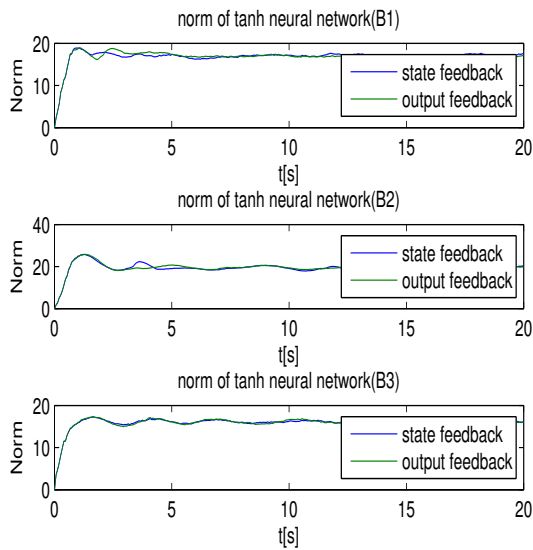 norm of tanh neural network(B1)
20
10
0
Norm
state feedback
output feedback
0 5 10 15 20
t[s]
norm of tanh neural network(B2)
40
20
0
Norm
state feedback
output feedback
0 5 10 15 20
t[s]
norm of tanh neural network(B3)
20
10
0
Norm
state feedback
output feedback
0 5 10 15 20
t[s]